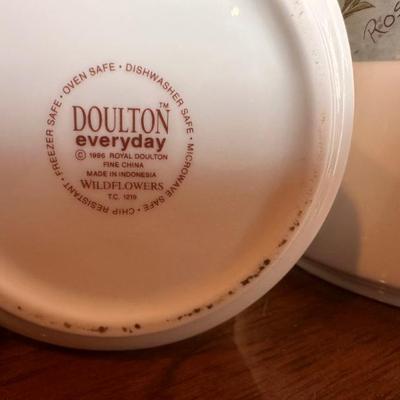 FREEZER SAFE • OVEN SAFE • DISHWASHER SAFE • MICROWAVE SAFE • CHIP RESISTANT •
DOULTON™
everyday
© 1996 ROYAL DOULTON
FINE CHINA
MADE IN INDONESIA
WILDFLOWERS
T.C. 1219